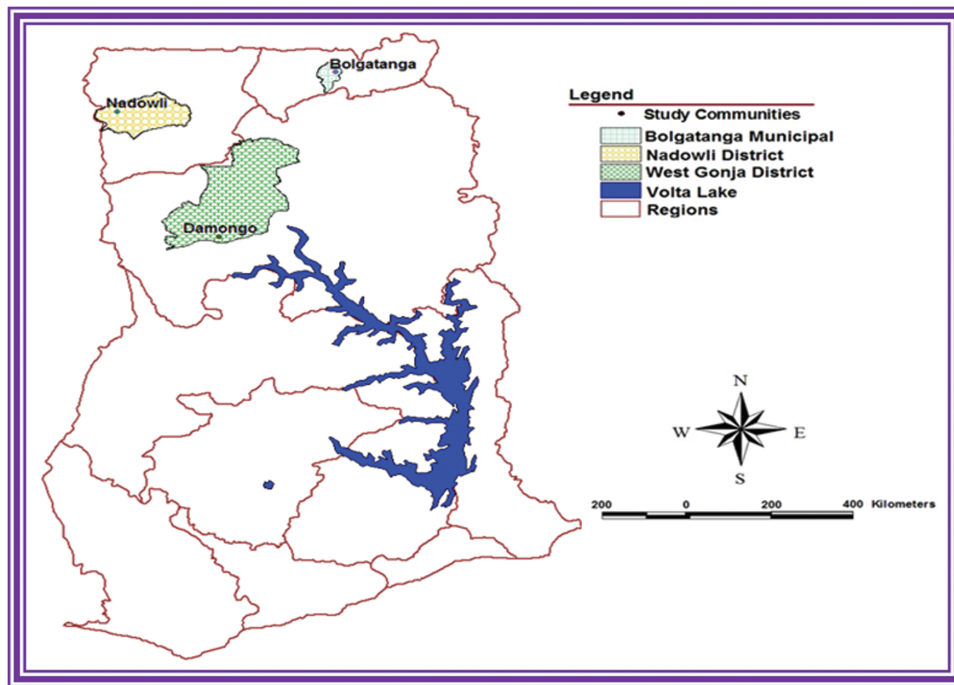 Bolgatanga
Nadowli
Damongo
Legend
Study Communities
Bolgatanga Municipal
Nadowli District
West Gonja District
Volta Lake
Regions
N
W E
S
200 0 200 400 Kilometers